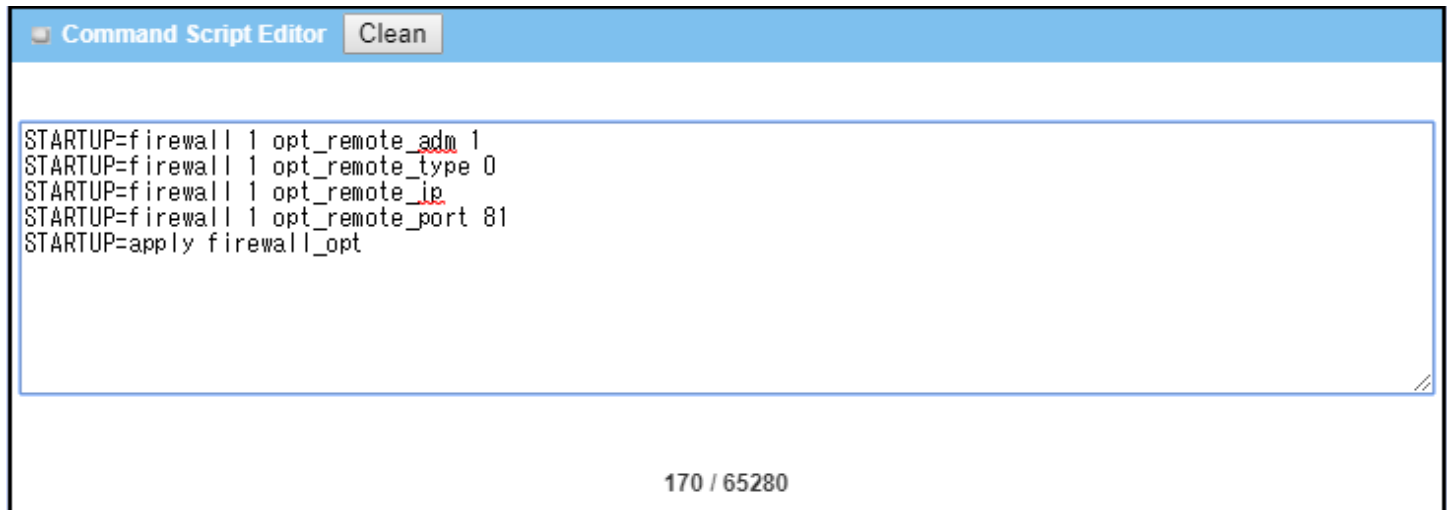 Command Script Editor Clean
STARTUP=firewall 1 opt_remote_adm 1
STARTUP=firewall 1 opt_remote_type 0
STARTUP=firewall 1 opt_remote_ip
STARTUP=firewall 1 opt_remote_port 81
STARTUP=apply firewall_opt
170 / 65280